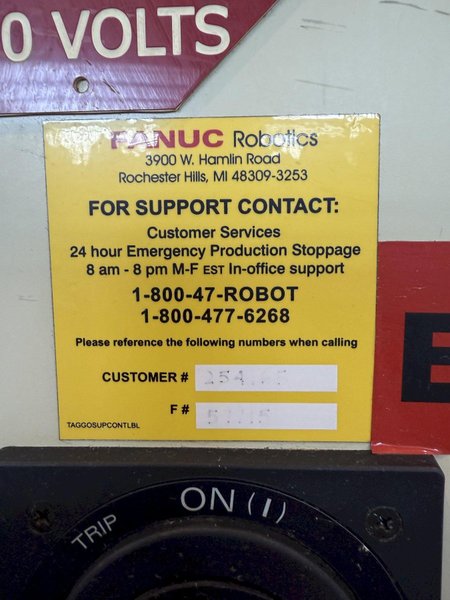 0 VOLTS
FANUC Robotics
3900 W. Hamlin Road
Rochester Hills, MI 48309-3253
FOR SUPPORT CONTACT:
Customer Services
24 hour Emergency Production Stoppage
8 am - 8 pm M-F EST In-office support
1-800-47-ROBOT
1-800-477-6268
Please reference the following numbers when calling
CUSTOMER #
F #
TAGGOSUPCONTLBL
ON (I)
TRIP